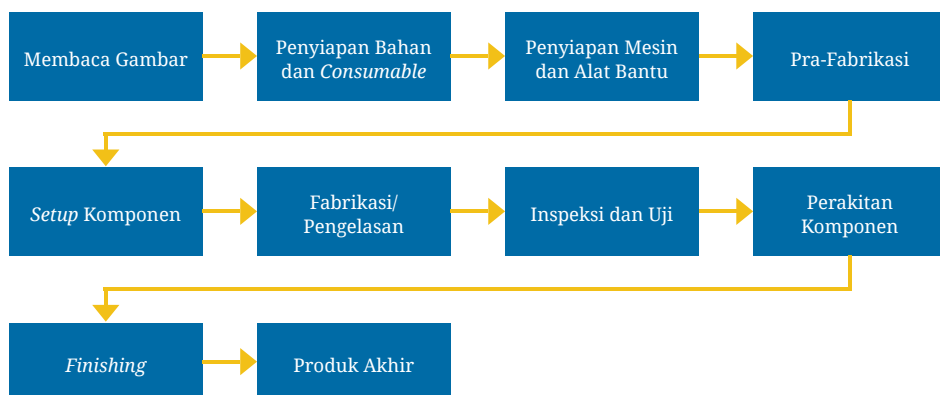 Membaca Gambar
Penyiapan Bahan
dan Consumable
Penyiapan Mesin
dan Alat Bantu
Pra-Fabrikasi
Setup Komponen
Fabrikasi/
Pengelasan
Inspeksi dan Uji
Perakitan
Komponen
Finishing
Produk Akhir